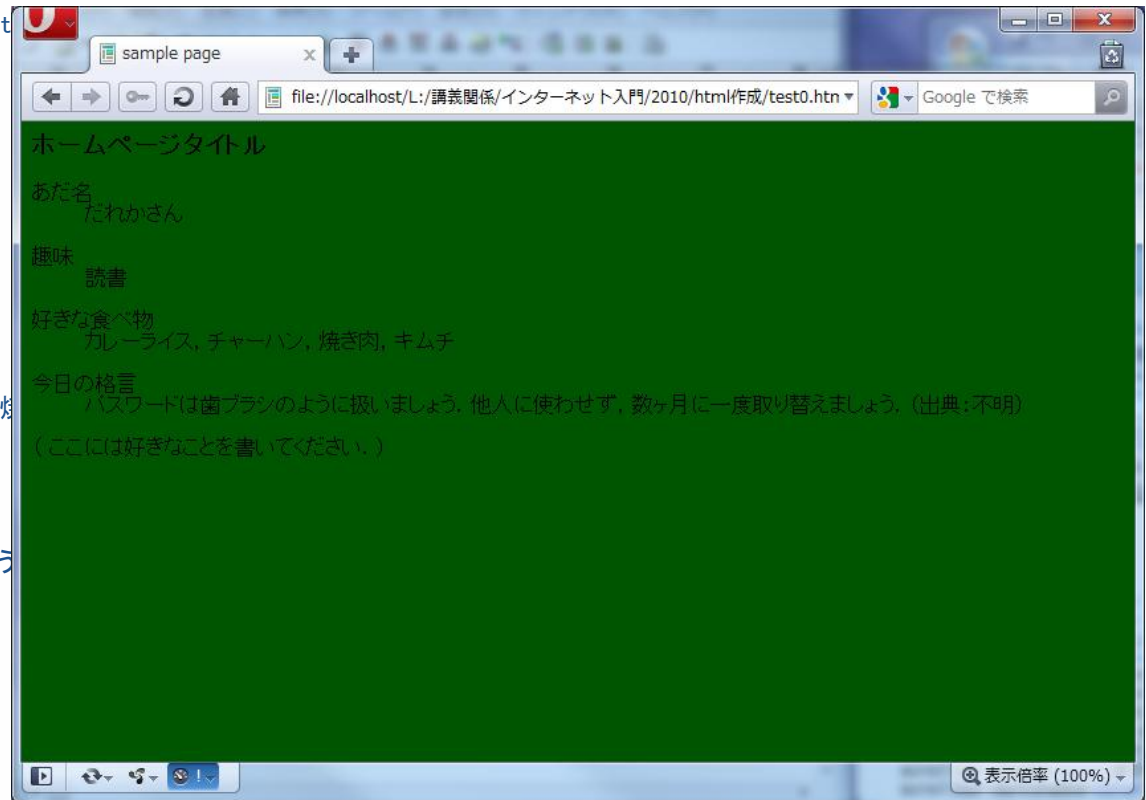 t
sample page
file://localhost/L:/講義関係/インターネット入門/2010/html作成/test0.htn
Google で検索
ホームページタイトル
あだ名
だれかさん
趣味
読書
好きな食べ物
カレーライス, チャーハン, 焼き肉, キムチ
今日の格言
パスワードは歯ブラシのように扱いましょう. 他人に使わせず, 数ヶ月に一度取り替えましょう. (出典:不明)
( ここには好きなことを書いてください. )
う
表示倍率 (100%)